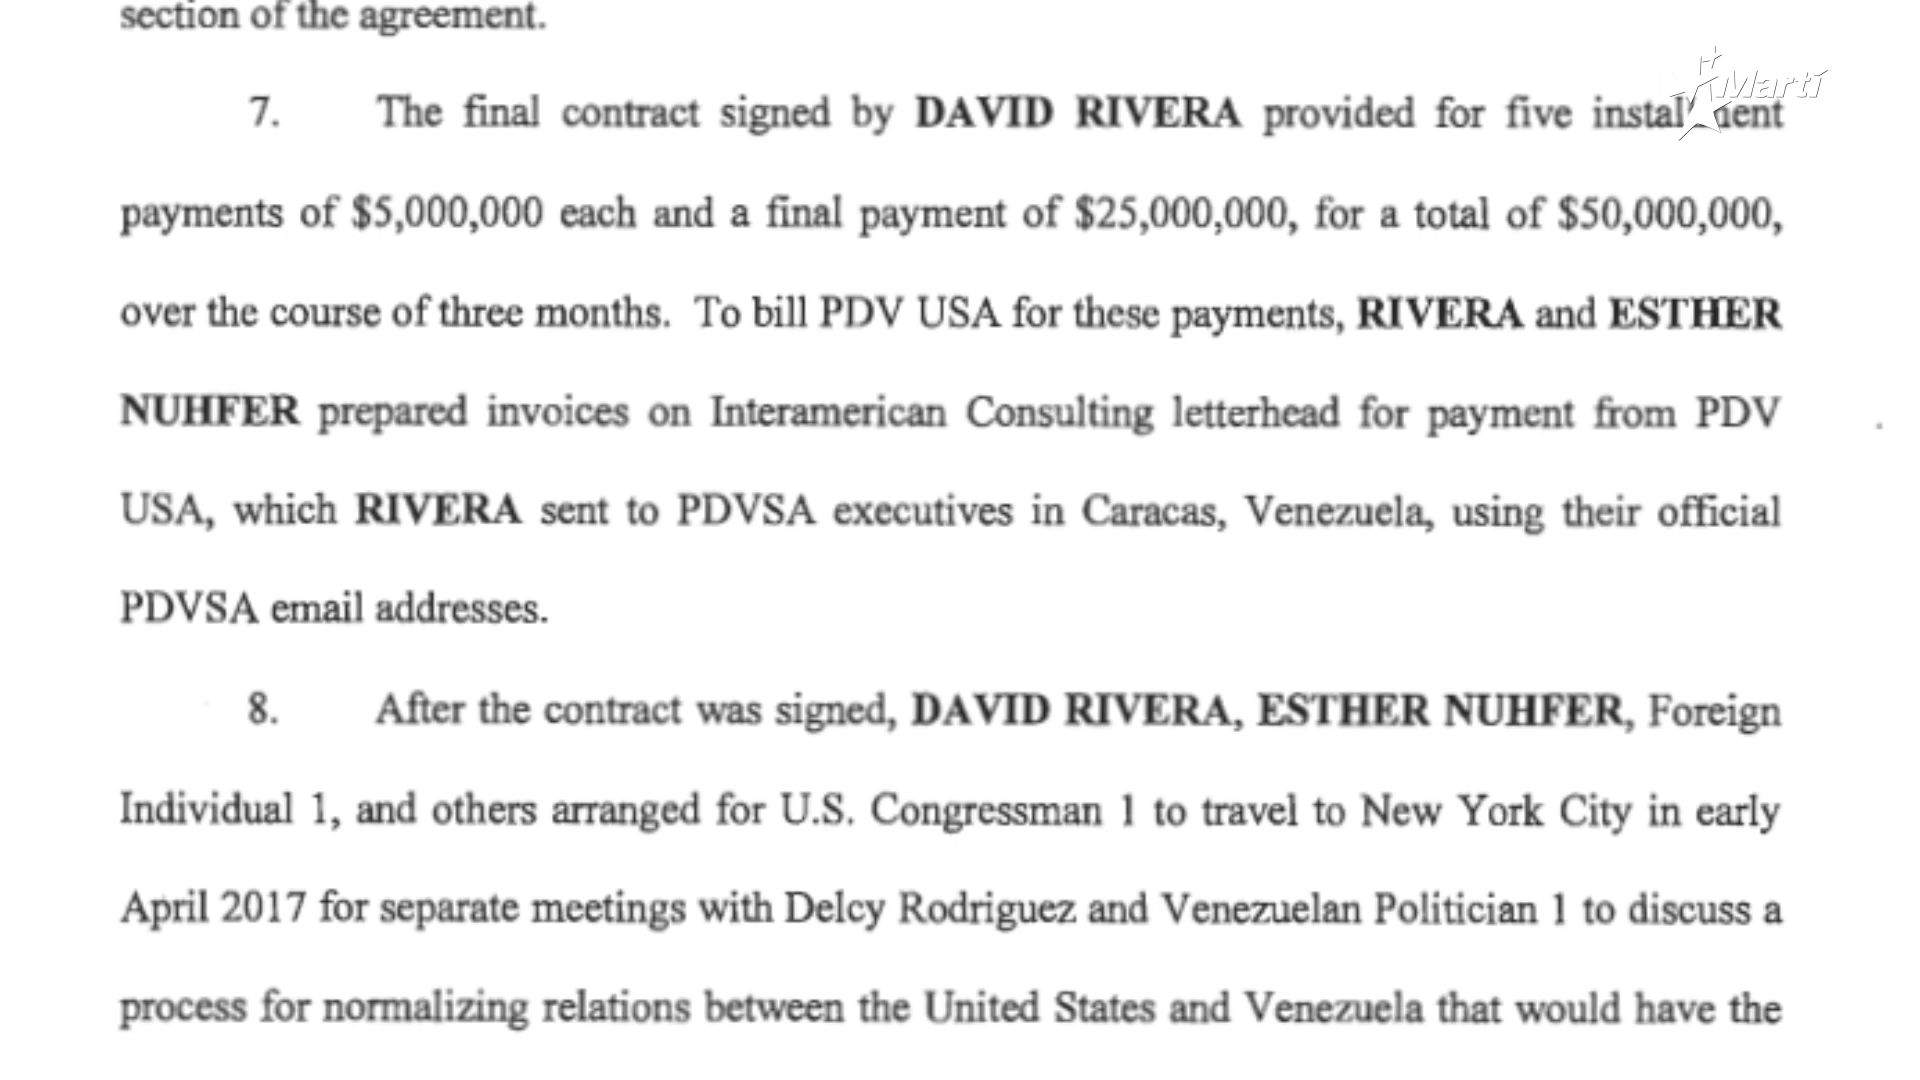 section of the agreement.
Martí
7. The final contract signed by DAVID RIVERA provided for five installment
payments of $5,000,000 each and a final payment of $25,000,000, for a total of $50,000,000,
over the course of three months. To bill PDV USA for these payments, RIVERA and ESTHER
NUHFER prepared invoices on Interamerican Consulting letterhead for payment from PDV
USA, which RIVERA sent to PDVSA executives in Caracas, Venezuela, using their official
PDVSA email addresses.
8. After the contract was signed, DAVID RIVERA, ESTHER NUHFER, Foreign
Individual 1, and others arranged for U.S. Congressman 1 to travel to New York City in early
April 2017 for separate meetings with Delcy Rodriguez and Venezuelan Politician 1 to discuss a
process for normalizing relations between the United States and Venezuela that would have the